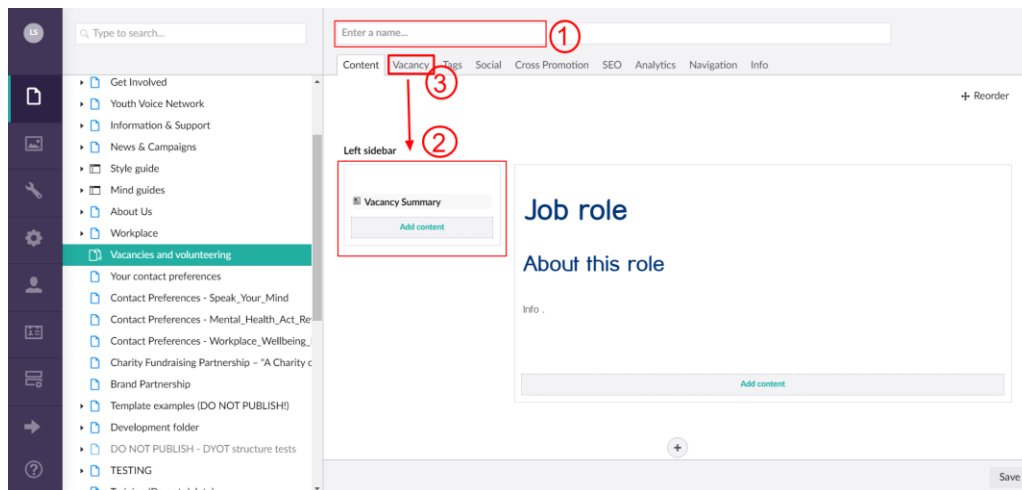 LS
Type to search...
Enter a name...
1
Content Vacancy Tags Social Cross Promotion SEO Analytics Navigation Info
3
Get Involved
Youth Voice Network
Information & Support
News & Campaigns
Style guide
Mind guides
About Us
Workplace
Vacancies and volunteering
Your contact preferences
Contact Preferences - Speak_Your_Mind
Contact Preferences - Mental_Health_Act_Re
Contact Preferences - Workplace_Wellbeing_
Charity Fundraising Partnership – "A Charity c
Brand Partnership
Template examples (DO NOT PUBLISH!)
Development folder
DO NOT PUBLISH - DYOT structure tests
TESTING
Reorder
2
Left sidebar
Vacancy Summary
Add content
Job role
About this role
Info .
Add content
Save